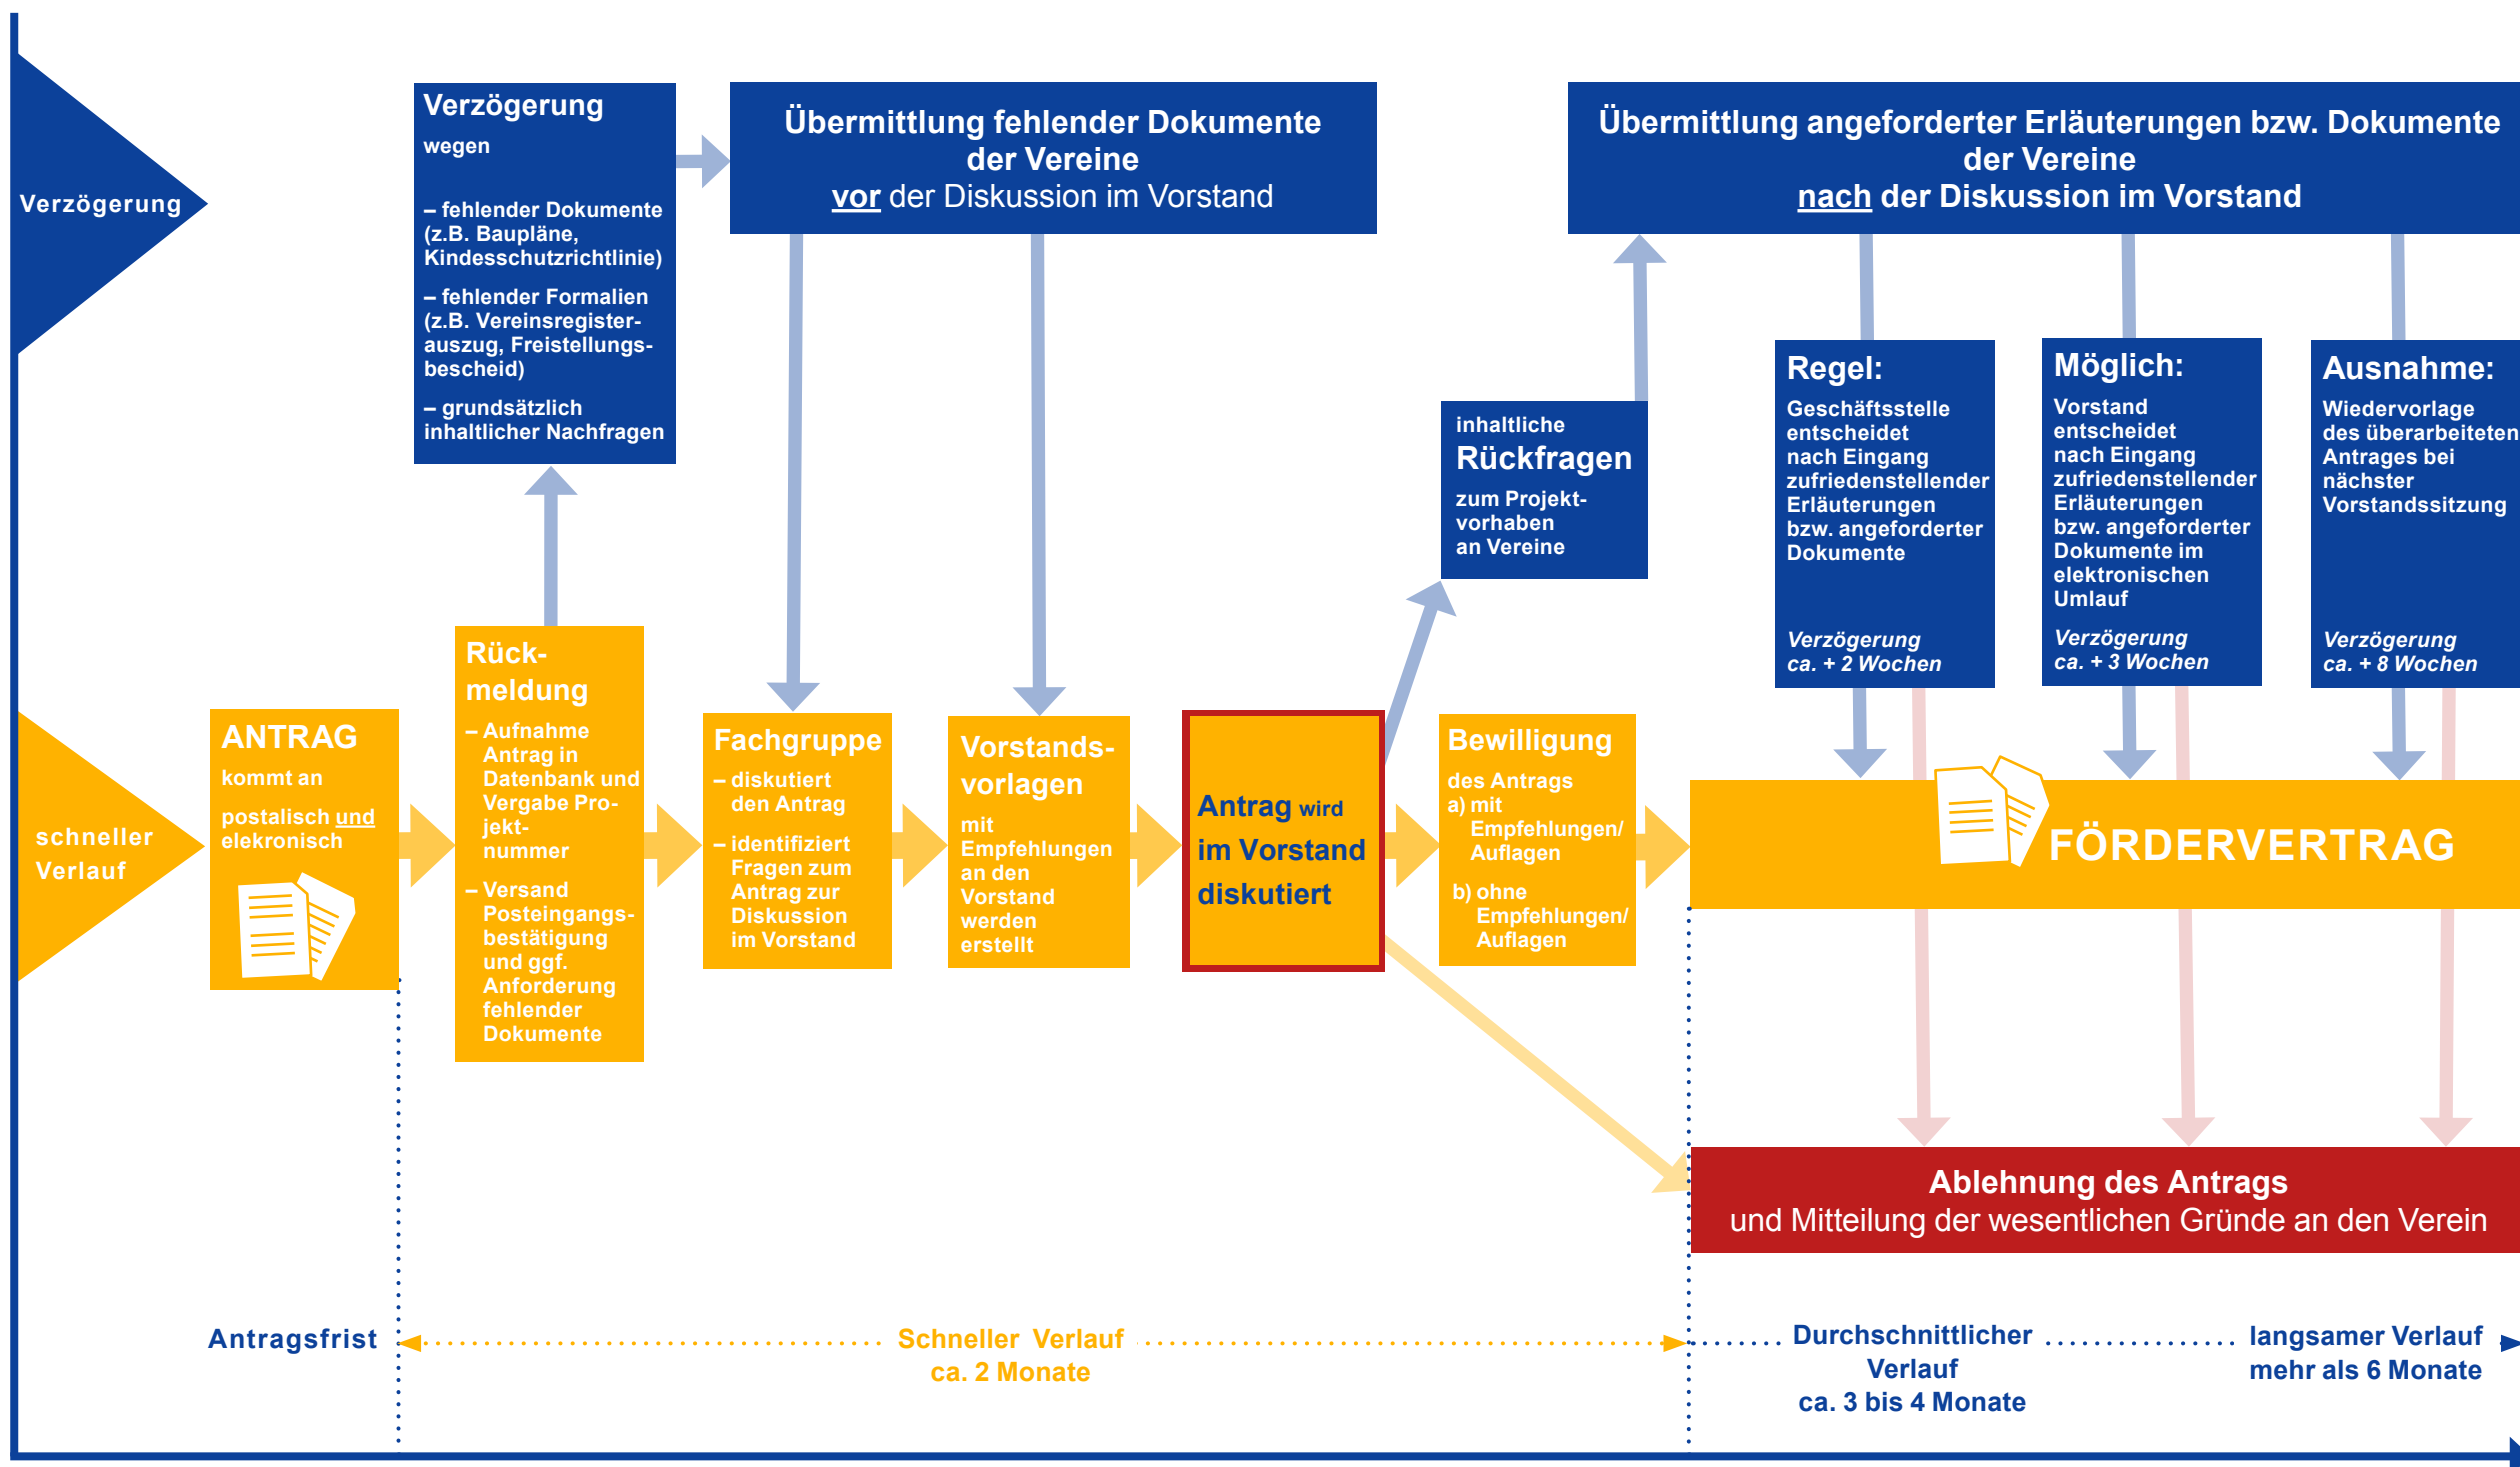 Verzögerung
Verzögerung
wegen
– fehlender Dokumente
(z.B. Baupläne,
Kindesschutzrichtlinie)
– fehlender Formalien
(z.B. Vereinsregister-
auszug, Freistellungs-
bescheid)
– grundsätzlich
inhaltlicher Nachfragen
Übermittlung fehlender Dokumente
der Vereine
vor der Diskussion im Vorstand
Übermittlung angeforderter Erläuterungen bzw. Dokumente
der Vereine
nach der Diskussion im Vorstand
inhaltliche
Rückfragen
zum Projekt-
vorhaben
an Vereine
Regel:
Geschäftsstelle
entscheidet
nach Eingang
zufriedenstellender
Erläuterungen
bzw. angeforderter
Dokumente
Verzögerung
ca. + 2 Wochen
Möglich:
Vorstand
entscheidet
nach Eingang
zufriedenstellender
Erläuterungen
bzw. angeforderter
Dokumente im
elektronischen
Umlauf
Verzögerung
ca. + 3 Wochen
Ausnahme:
Wiedervorlage
des überarbeiteten
Antrages bei
nächster
Vorstandssitzung
Verzögerung
ca. + 8 Wochen
schneller
Verlauf
ANTRAG
kommt an
postalisch und
elekronisch
Rück-
meldung
– Aufnahme
Antrag in
Datenbank und
Vergabe Pro-
jekt-
nummer
– Versand
Posteingangs-
bestätigung
und ggf.
Anforderung
fehlender
Dokumente
Fachgruppe
– diskutiert
den Antrag
– identifiziert
Fragen zum
Antrag zur
Diskussion
im Vorstand
Vorstands-
vorlagen
mit
Empfehlungen
an den
Vorstand
werden
erstellt
Antrag wird
im Vorstand
diskutiert
Bewilligung
des Antrags
a) mit
Empfehlungen/
Auflagen
b) ohne
Empfehlungen/
Auflagen
FÖRDERVERTRAG
Ablehnung des Antrags
und Mitteilung der wesentlichen Gründe an den Verein
Antragsfrist
Schneller Verlauf
ca. 2 Monate
Durchschnittlicher
Verlauf
ca. 3 bis 4 Monate
langsamer Verlauf
mehr als 6 Monate